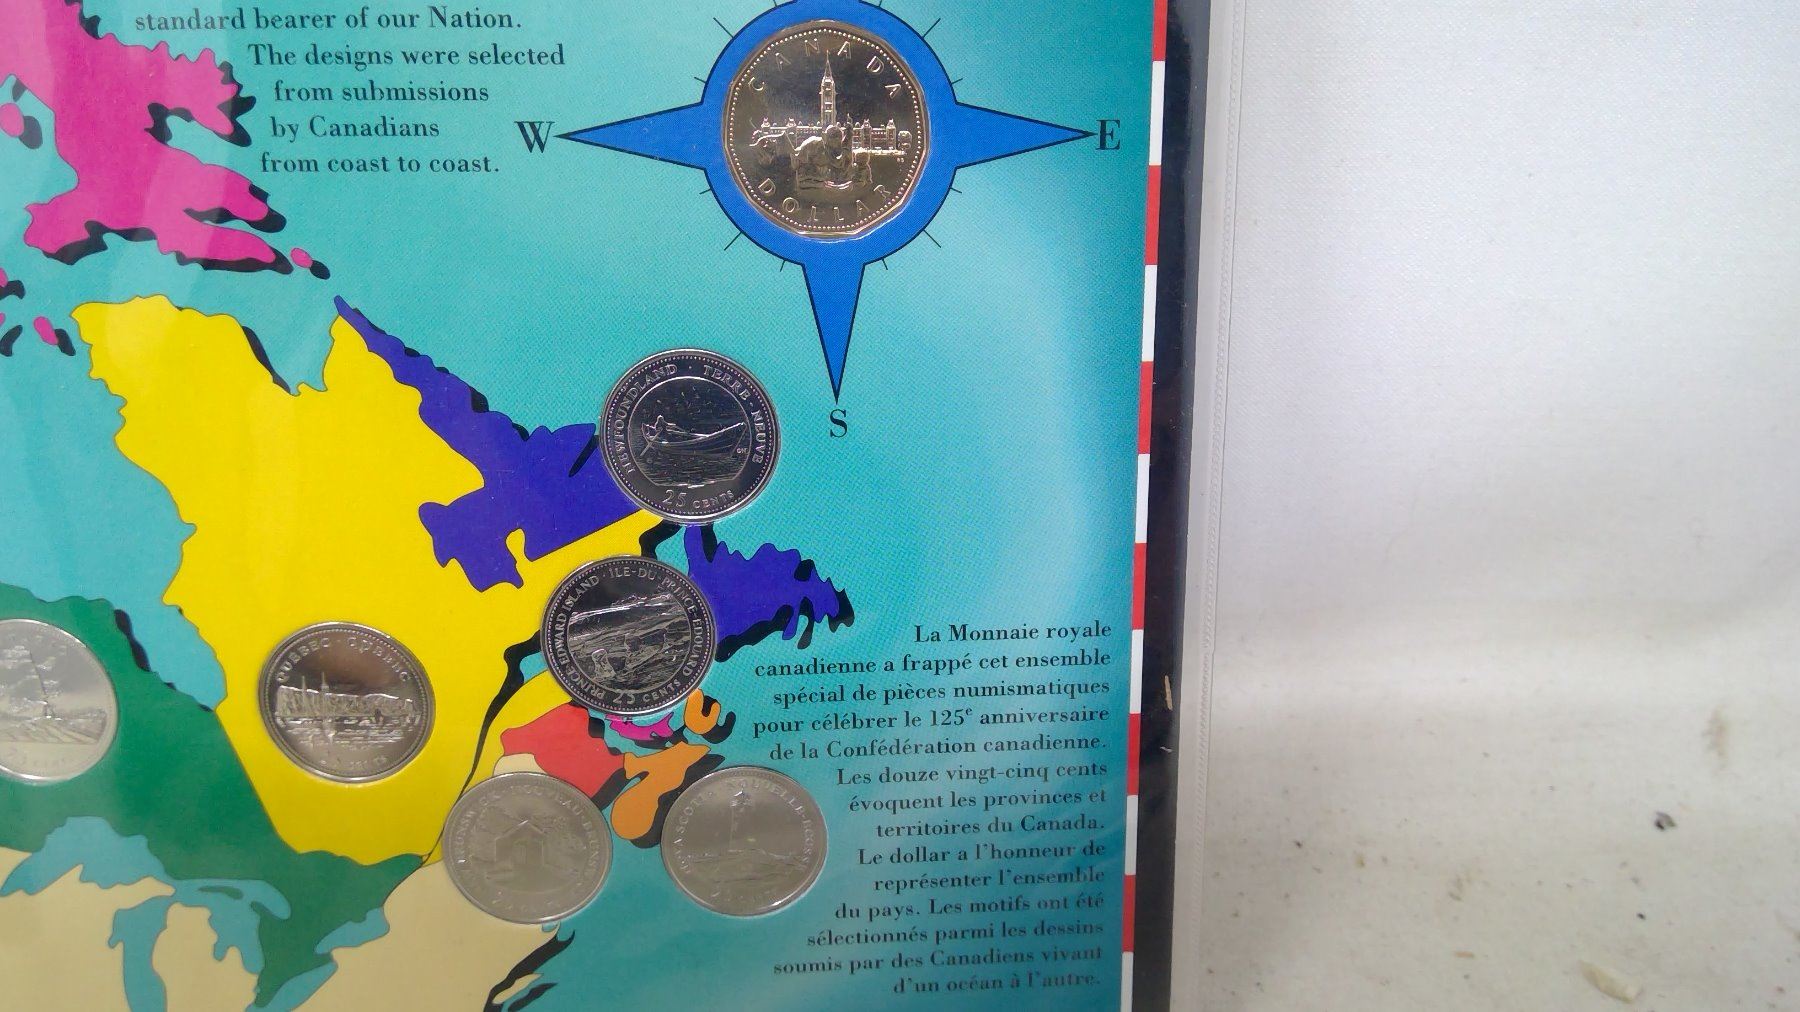 standard bearer of our Nation.
The designs were selected
from submissions
by Canadians
from coast to coast.
W
E
S
CANADA
DOLLAR
NEWFOUNDLAND · TERRE-NEUVE
25 CENTS
PRINCE EDWARD ISLAND · ÎLE-DU-PRINCE-ÉDOUARD
25 CENTS
QUEBEC · QUÉBEC
La Monnaie royale
canadienne a frappé cet ensemble
spécial de pièces numismatiques
pour célébrer le 125e anniversaire
de la Confédération canadienne.
Les douze vingt-cinq cents
évoquent les provinces et
territoires du Canada.
Le dollar a l'honneur de
représenter l'ensemble
du pays. Les motifs ont été
sélectionnés parmi les dessins
soumis par des Canadiens vivant
d'un océan à l'autre.